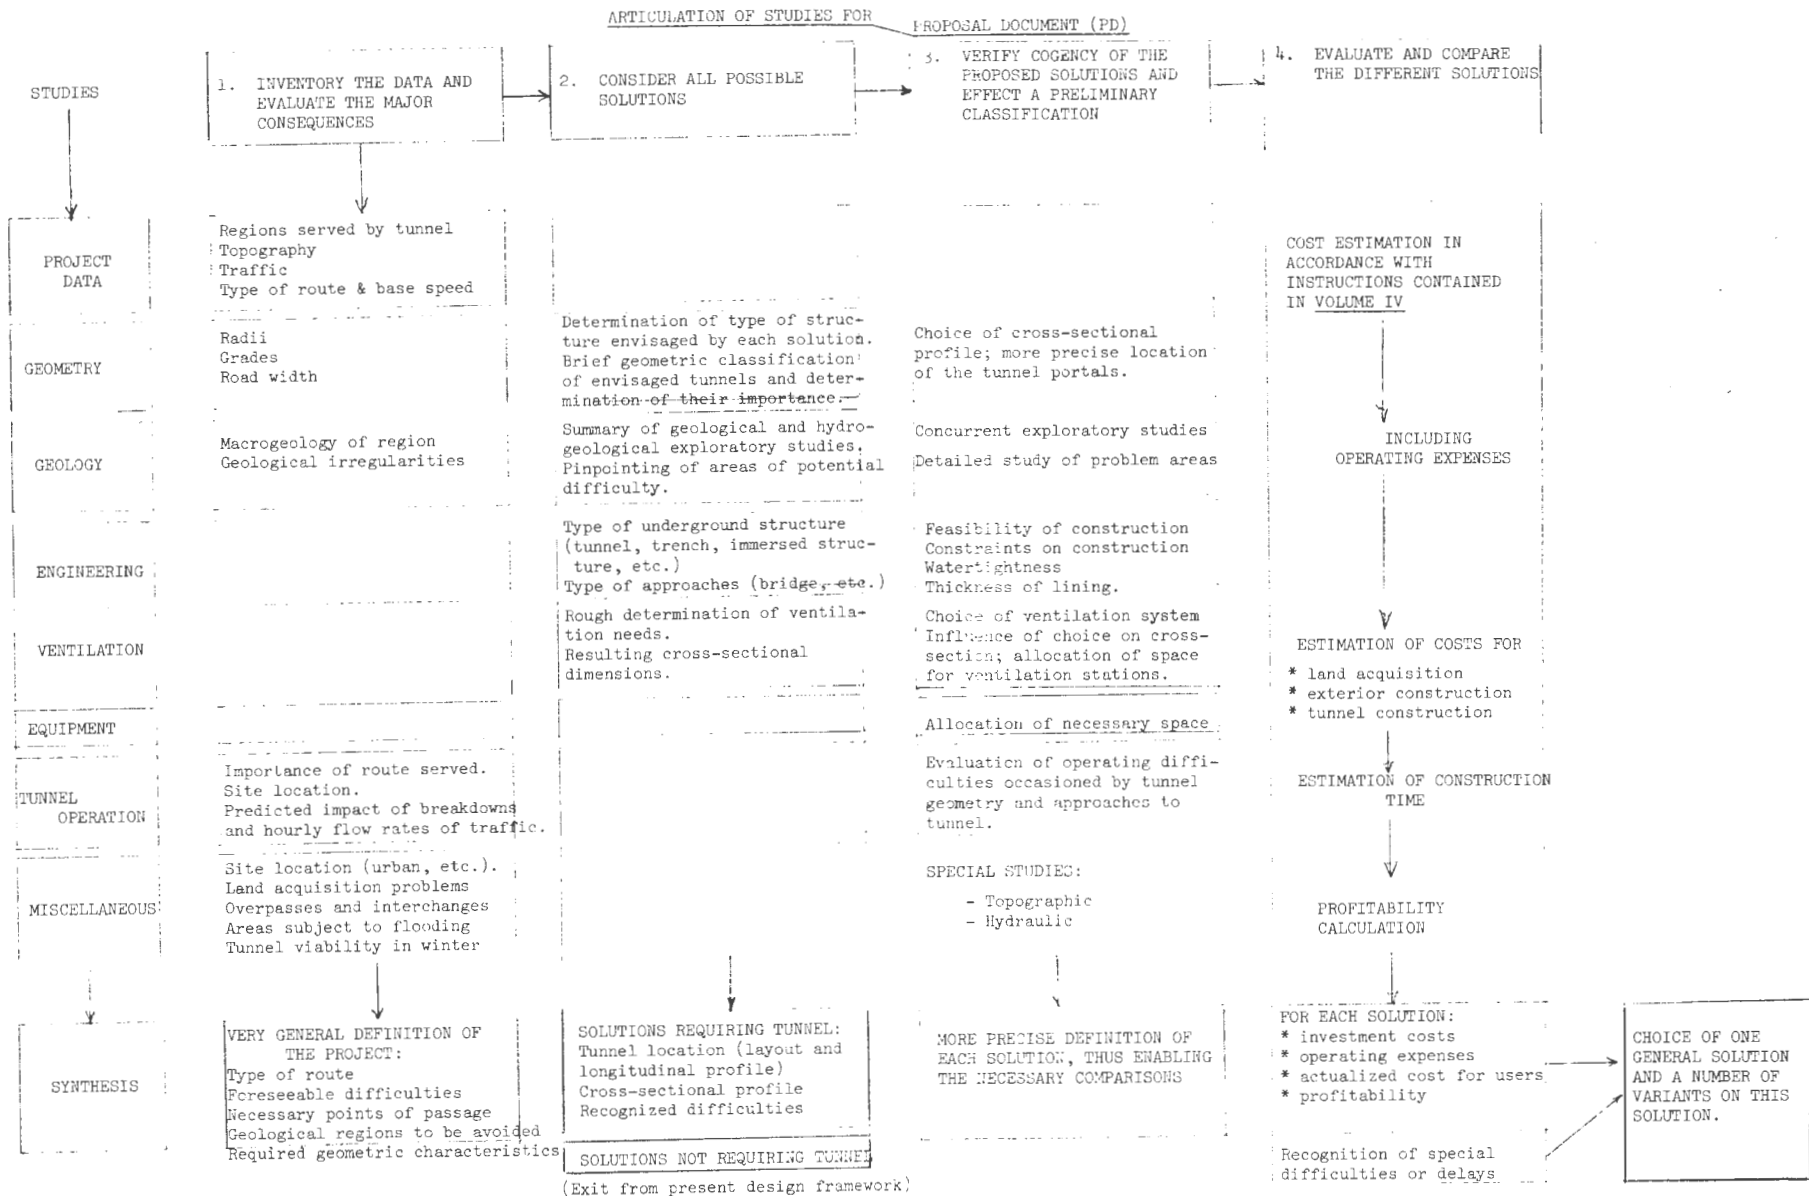 ARTICULATION OF STUDIES FOR
PROPOSAL DOCUMENT (PD)
STUDIES
1. INVENTORY THE DATA AND
EVALUATE THE MAJOR
CONSEQUENCES
2. CONSIDER ALL POSSIBLE
SOLUTIONS
3. VERIFY COGENCY OF THE
PROPOSED SOLUTIONS AND
EFFECT A PRELIMINARY
CLASSIFICATION
4. EVALUATE AND COMPARE
THE DIFFERENT SOLUTIONS
PROJECT
DATA
Regions served by tunnel
Topography
Traffic
Type of route & base speed
COST ESTIMATION IN
ACCORDANCE WITH
INSTRUCTIONS CONTAINED
IN VOLUME IV
GEOMETRY
Radii
Grades
Road width
Determination of type of struc-
ture envisaged by each solution.
Brief geometric classification
of envisaged tunnels and deter-
mination of their importance.
Choice of cross-sectional
profile; more precise location
of the tunnel portals.
GEOLOGY
Macrogeology of region
Geological irregularities
Summary of geological and hydro-
geological exploratory studies.
Pinpointing of areas of potential
difficulty.
Concurrent exploratory studies
Detailed study of problem areas
INCLUDING
OPERATING EXPENSES
ENGINEERING
Type of underground structure
(tunnel, trench, immersed struc-
ture, etc.)
Type of approaches (bridge, etc.)
Feasibility of construction
Constraints on construction
Watertightness
Thickness of lining.
VENTILATION
Rough determination of ventila-
tion needs.
Resulting cross-sectional
dimensions.
Choice of ventilation system
Influence of choice on cross-
section; allocation of space
for ventilation stations.
ESTIMATION OF COSTS FOR
* land acquisition
* exterior construction
* tunnel construction
EQUIPMENT
Allocation of necessary space
TUNNEL
OPERATION
Importance of route served.
Site location.
Predicted impact of breakdowns
and hourly flow rates of traffic.
Evaluation of operating diffi-
culties occasioned by tunnel
geometry and approaches to
tunnel.
ESTIMATION OF CONSTRUCTION
TIME
MISCELLANEOUS
Site location (urban, etc.).
Land acquisition problems
Overpasses and interchanges
Areas subject to flooding
Tunnel viability in winter
SPECIAL STUDIES:
- Topographic
- Hydraulic
PROFITABILITY
CALCULATION
SYNTHESIS
VERY GENERAL DEFINITION OF
THE PROJECT:
Type of route
Foreseeable difficulties
Necessary points of passage
Geological regions to be avoided
Required geometric characteristics
SOLUTIONS REQUIRING TUNNEL:
Tunnel location (layout and
longitudinal profile)
Cross-sectional profile
Recognized difficulties
SOLUTIONS NOT REQUIRING TUNNEL
(Exit from present design framework)
MORE PRECISE DEFINITION OF
EACH SOLUTION, THUS ENABLING
THE NECESSARY COMPARISONS
FOR EACH SOLUTION:
* investment costs
* operating expenses
* actualized cost for users
* profitability
Recognition of special
difficulties or delays
CHOICE OF ONE
GENERAL SOLUTION
AND A NUMBER OF
VARIANTS ON THIS
SOLUTION.